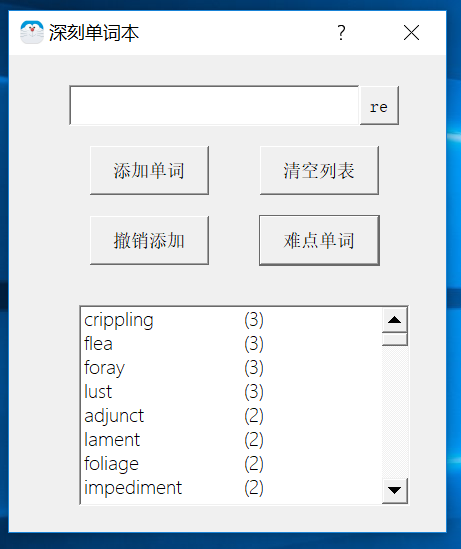 深刻单词本 ?
re
添加单词 清空列表
撤销添加 难点单词
crippling (3)
flea (3)
foray (3)
lust (3)
adjunct (2)
lament (2)
foliage (2)
impediment (2)